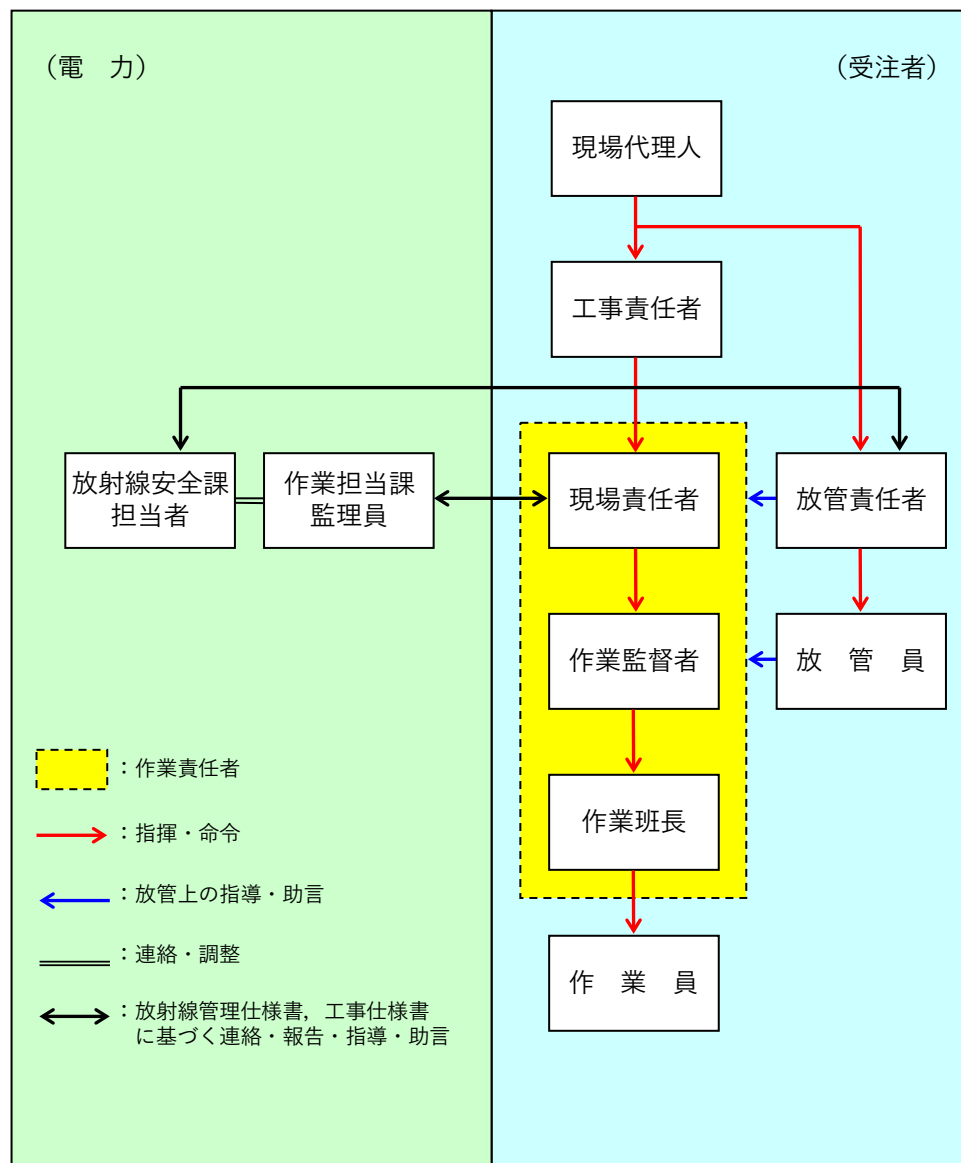 （電　力）
（受注者）
現場代理人
工事責任者
放射線安全課
担当者
作業担当課
監理員
現場責任者
放管責任者
作業監督者
放　管　員
作業班長
作　業　員
：作業責任者
：指揮・命令
：放管上の指導・助言
：連絡・調整
：放射線管理仕様書，工事仕様書
に基づく連絡・報告・指導・助言